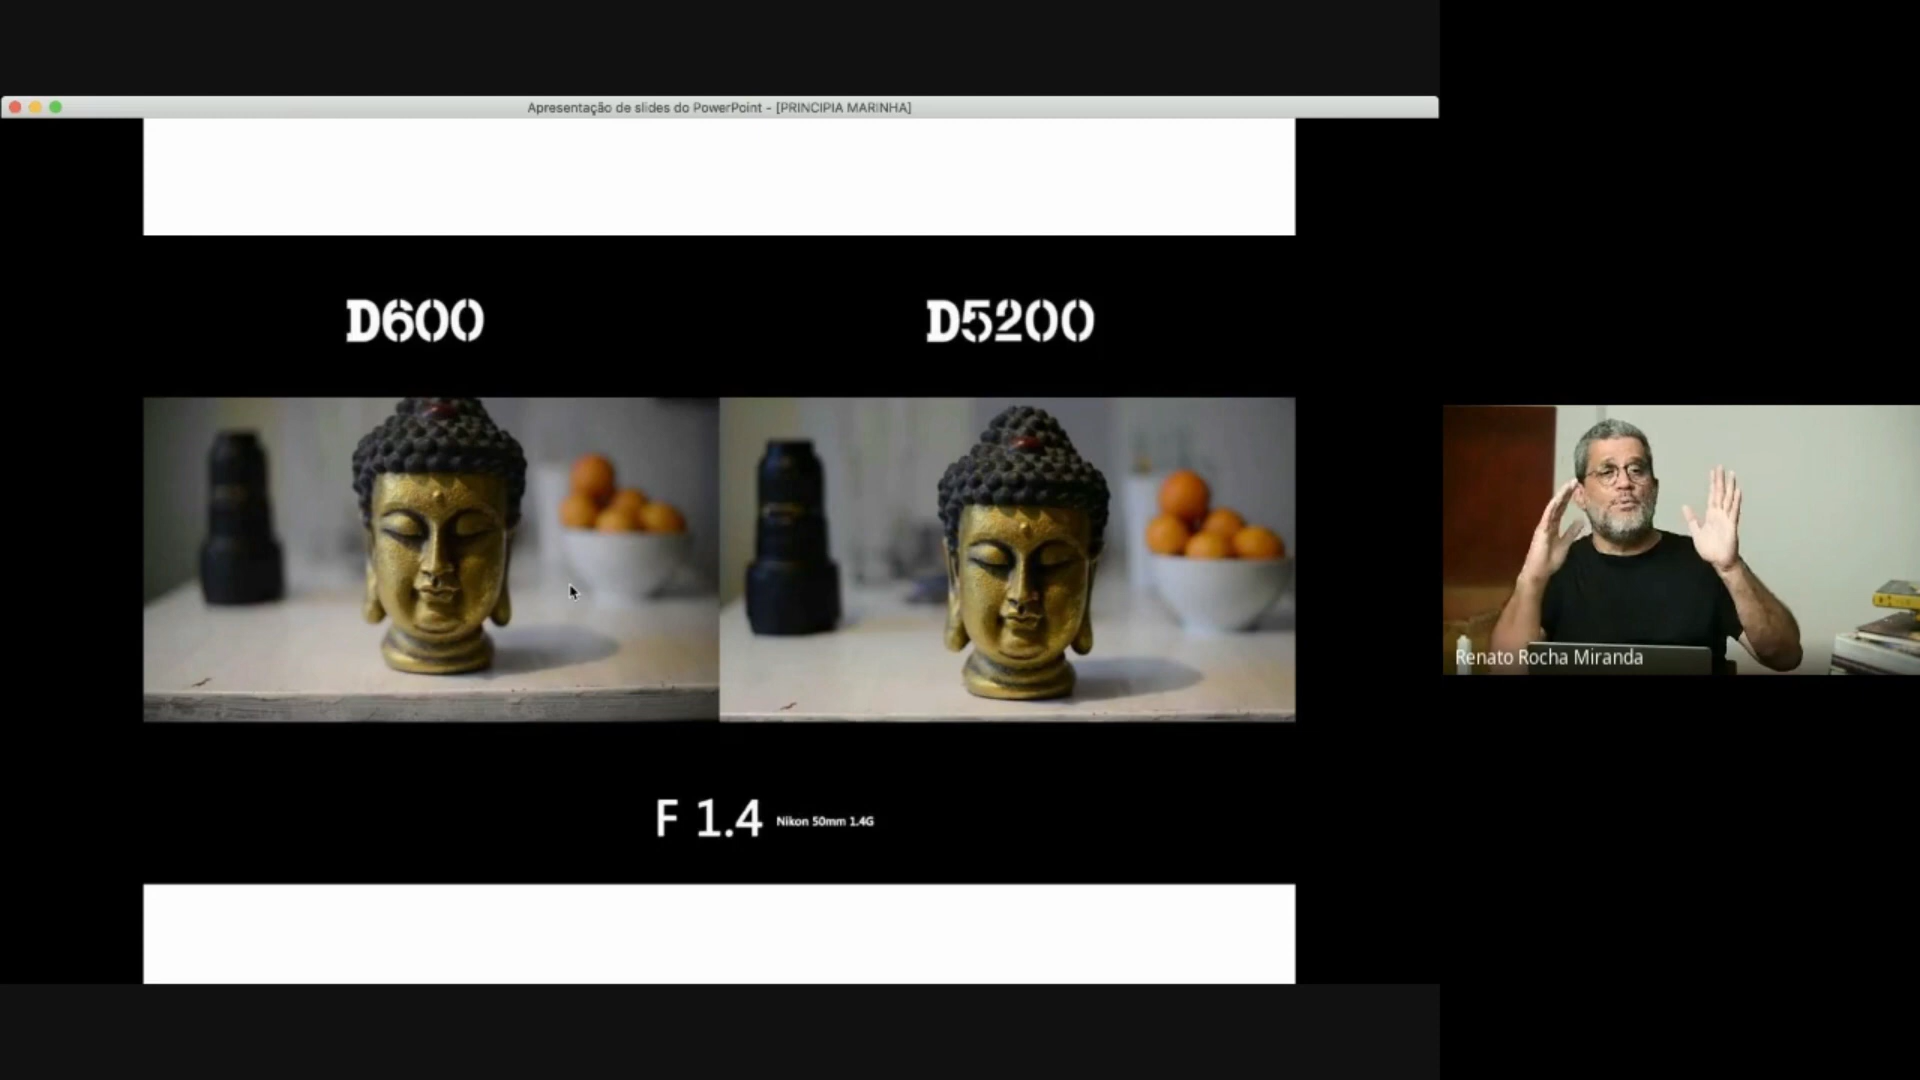 Apresentação de slides do PowerPoint - [PRINCIPIA MARINHA]
D600
D5200
Renato Rocha Miranda
F 1.4 Nikon 50mm 1.4G